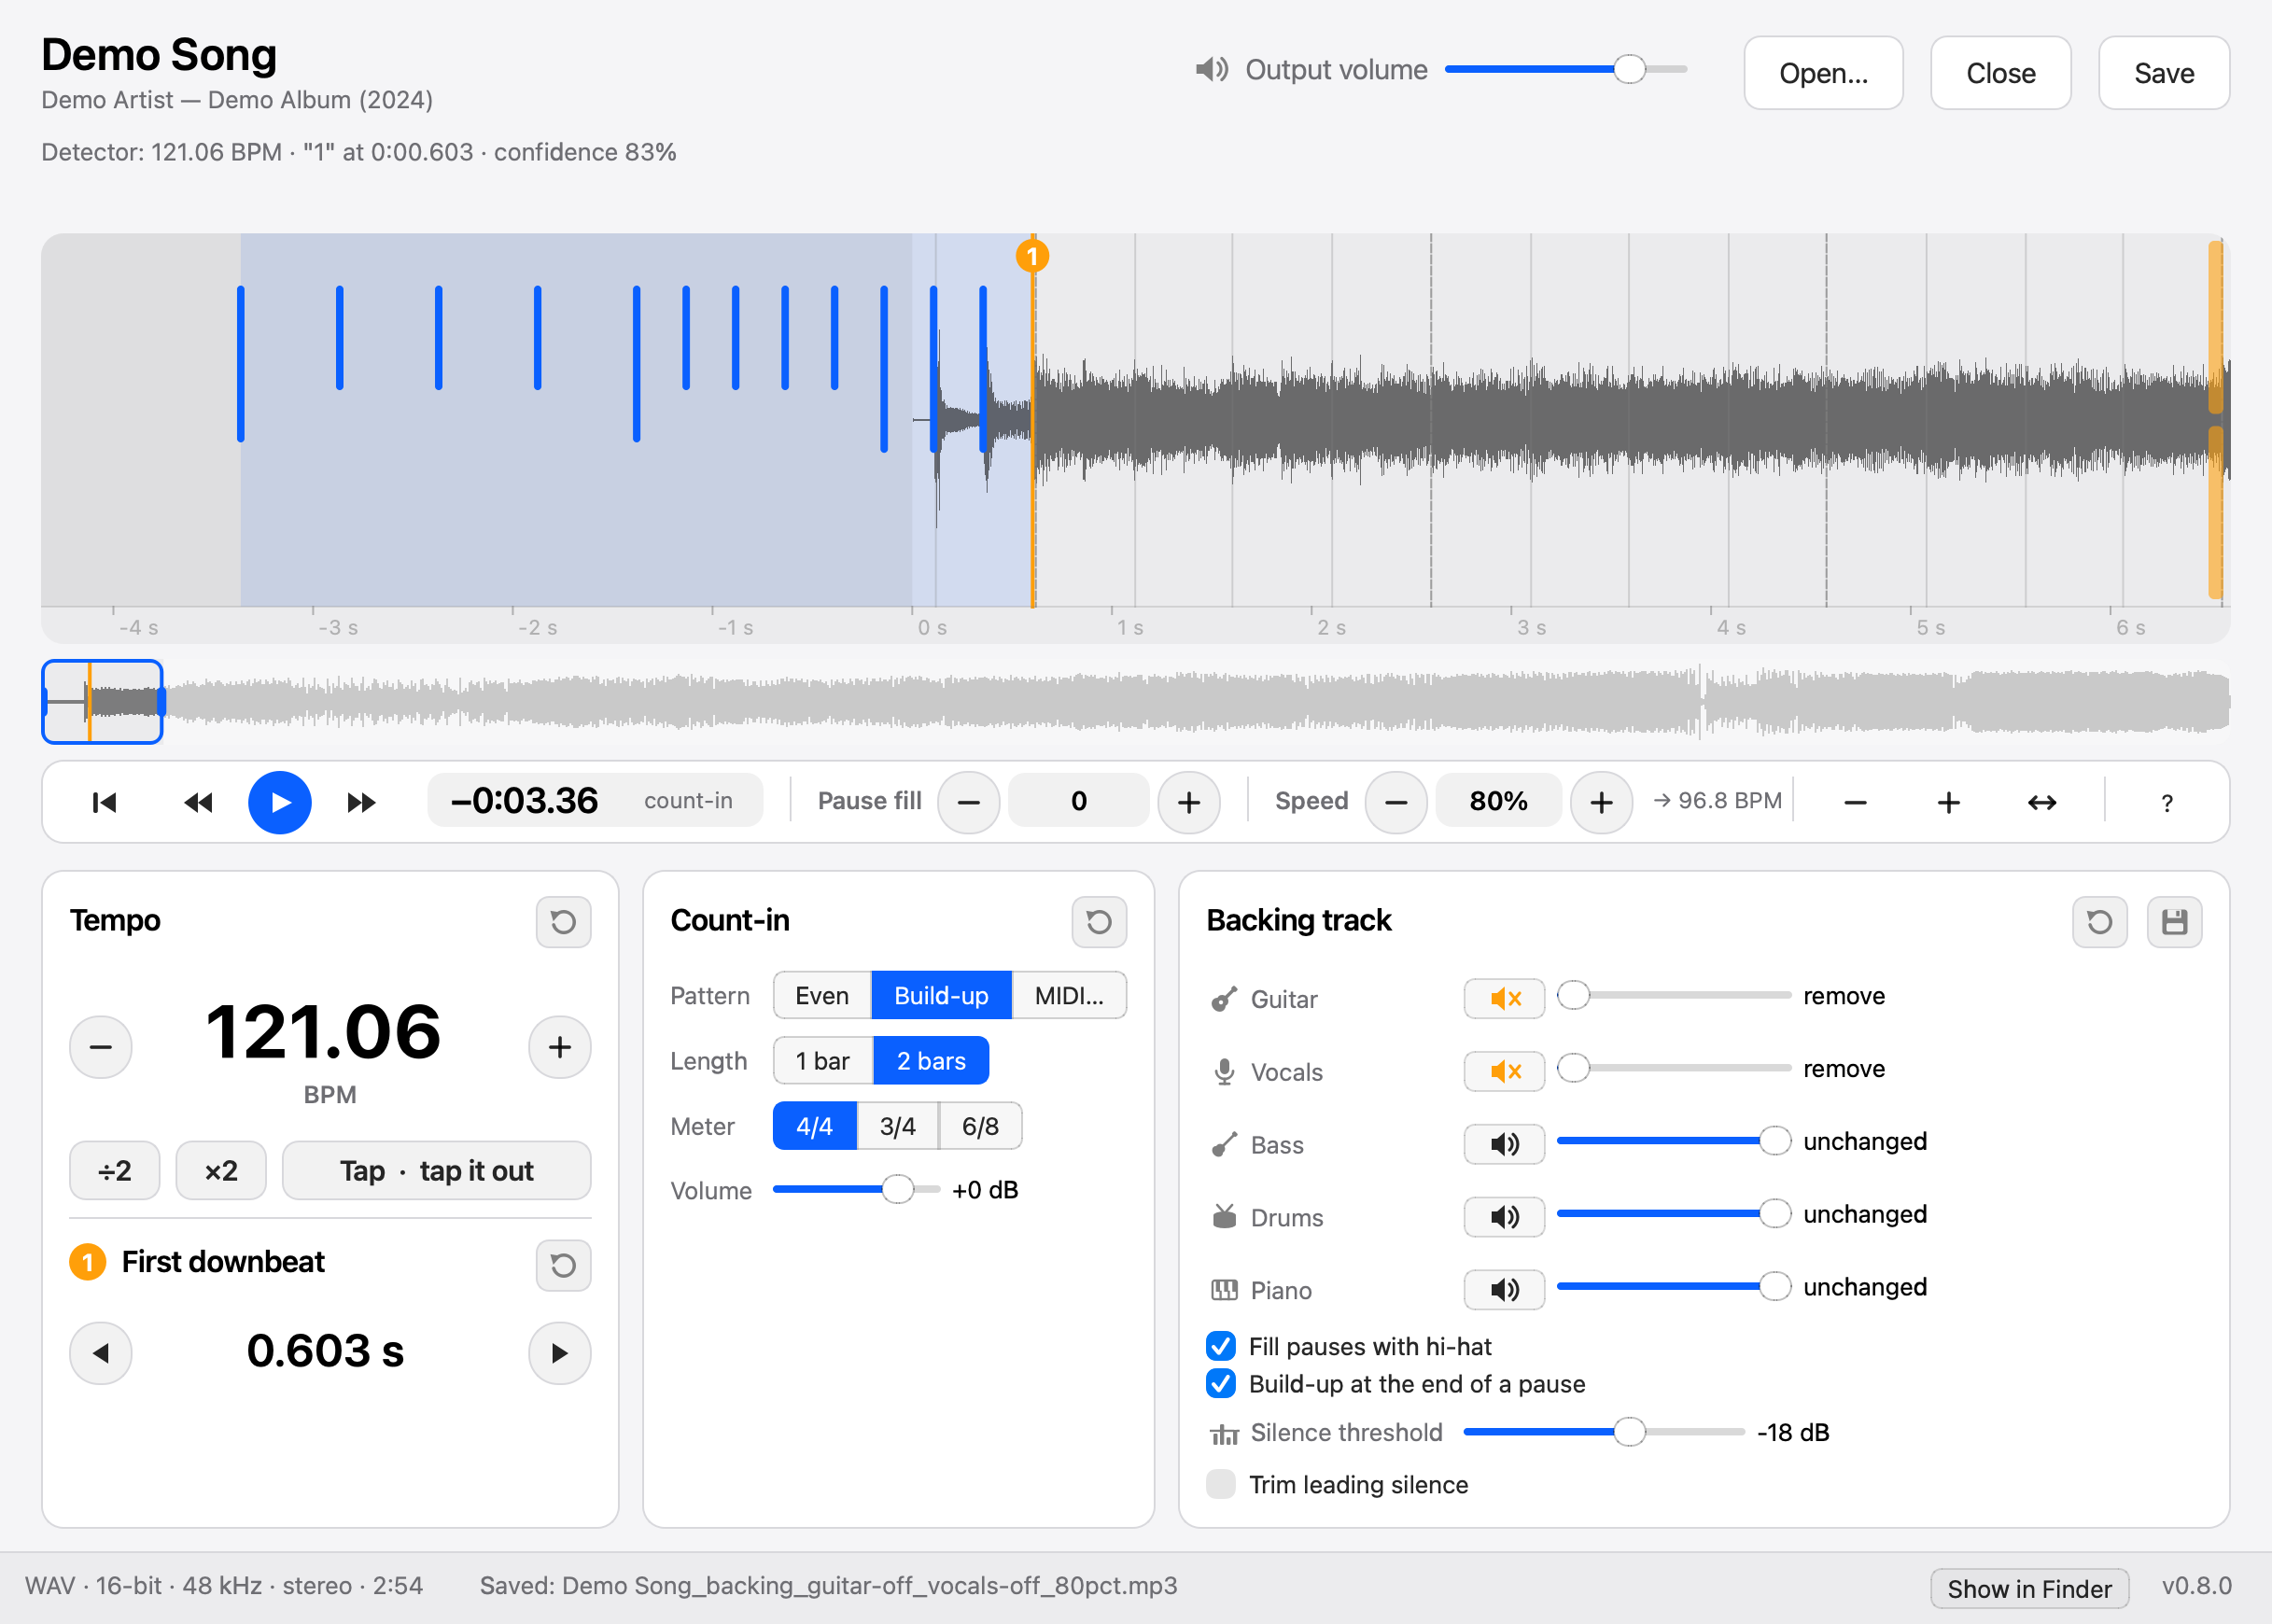 Demo Song
Demo Artist — Demo Album (2024)
Detector: 121.06 BPM · "1" at 0:00.603 · confidence 83%
Output volume
Open...
Close
Save
1
-4 s
-3 s
-2 s
-1 s
0 s
1 s
2 s
3 s
4 s
5 s
6 s
−0:03.36 count-in
Pause fill − 0 +
Speed − 80% + → 96.8 BPM
− + ↔ ?
Tempo
− 121.06 +
BPM
÷2
×2
Tap · tap it out
1 First downbeat
0.603 s
Count-in
Pattern Even Build-up MIDI...
Length 1 bar 2 bars
Meter 4/4 3/4 6/8
Volume +0 dB
Backing track
Guitar remove
Vocals remove
Bass unchanged
Drums unchanged
Piano unchanged
Fill pauses with hi-hat
Build-up at the end of a pause
Silence threshold -18 dB
Trim leading silence
WAV · 16-bit · 48 kHz · stereo · 2:54
Saved: Demo Song_backing_guitar-off_vocals-off_80pct.mp3
Show in Finder
v0.8.0